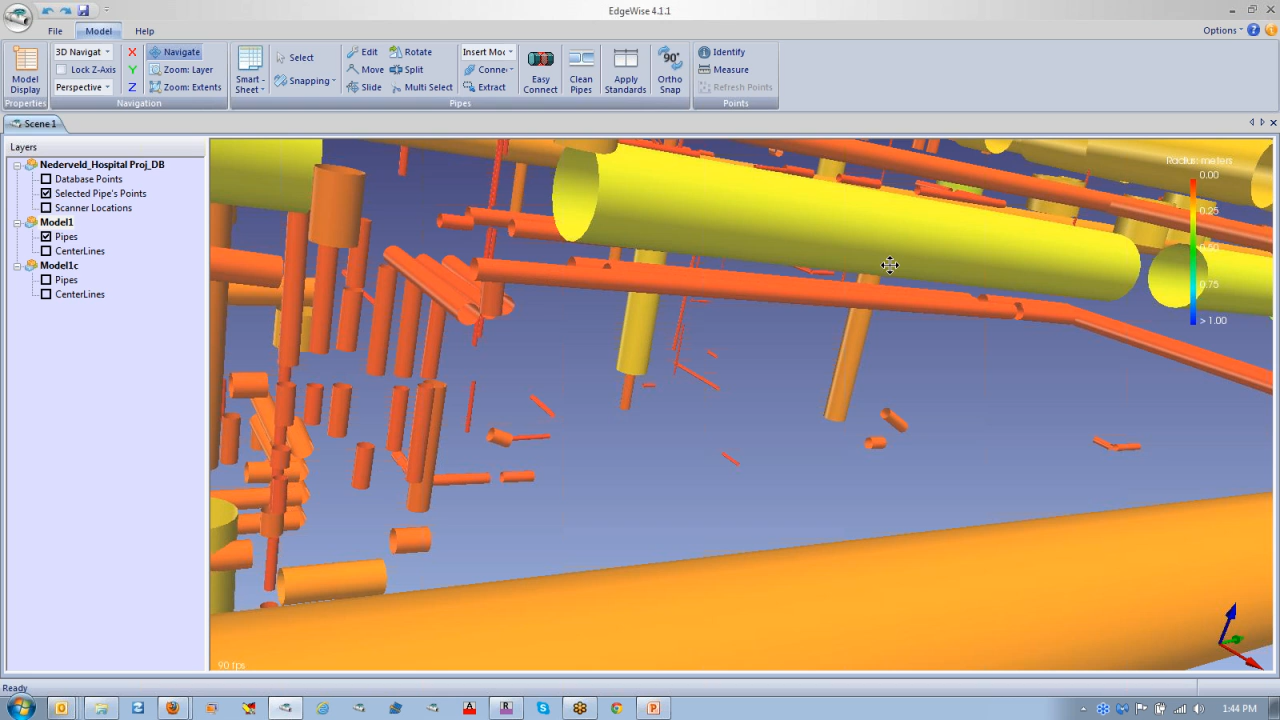 EdgeWise 4.1.1
File Model Help
Options
Model Display
Properties
3D Navigat
Lock Z-Axis
Perspective
X
Y
Z
Navigate
Zoom: Layer
Zoom: Extents
Navigation
Smart Sheet
Select
Snapping
Edit
Move
Slide
Rotate
Split
Multi Select
Insert Moc
Conne
Extract
Easy Connect
Clean Pipes
Apply Standards
90°
Ortho Snap
Pipes
Identify
Measure
Refresh Points
Points
Scene1
Layers
Nederveld_Hospital Proj_DB
Database Points
Selected Pipe's Points
Scanner Locations
Model1
Pipes
CenterLines
Model1c
Pipes
CenterLines
Radius: meters
0.00
0.25
0.75
> 1.00
90 fps
Ready
1:44 PM